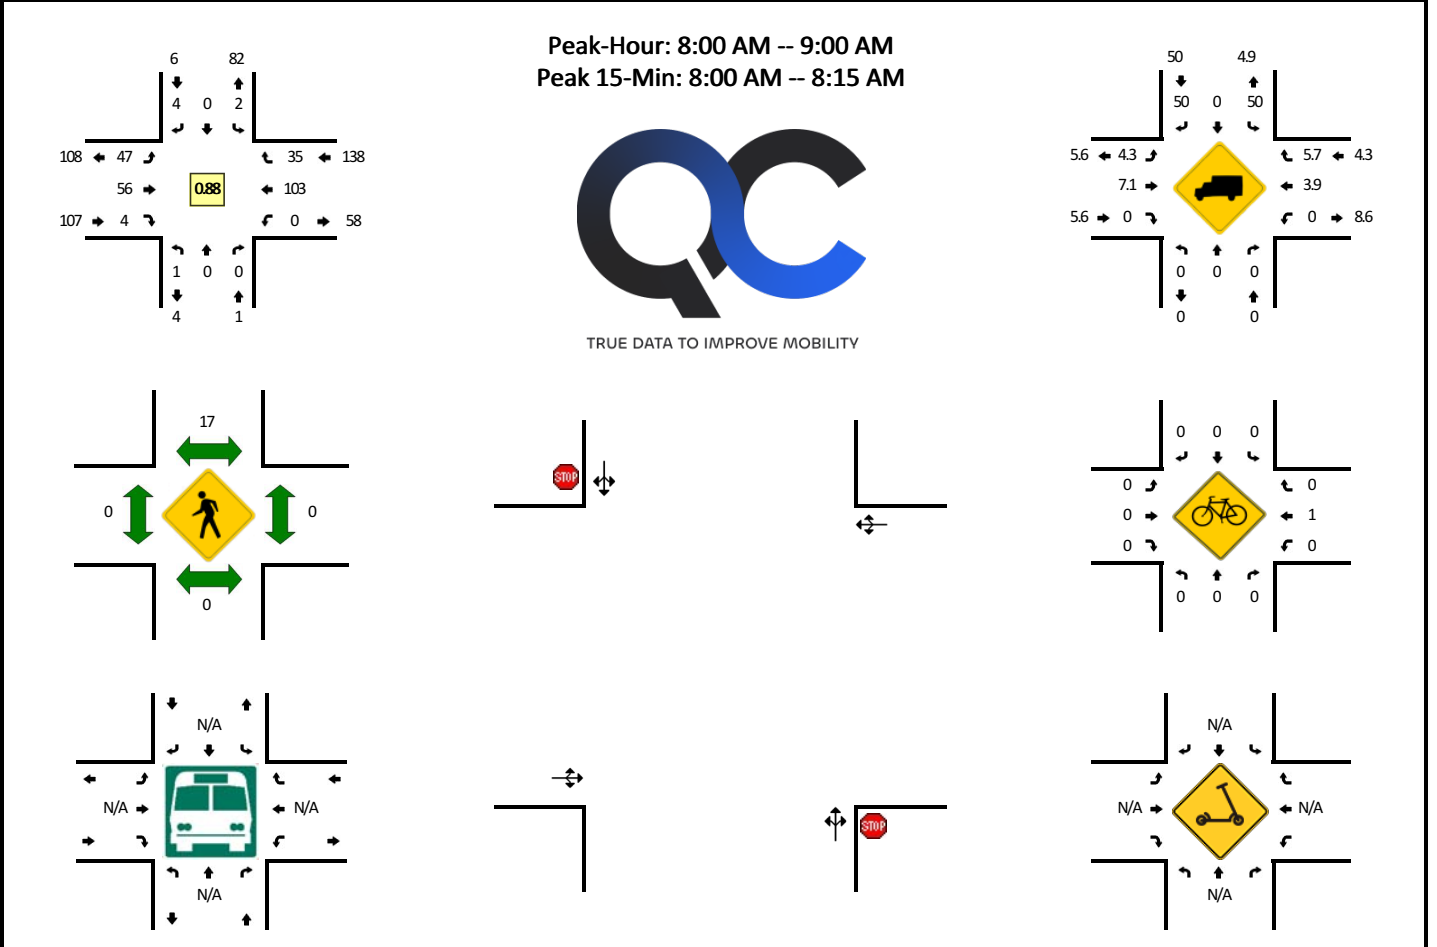 Peak-Hour: 8:00 AM -- 9:00 AM
Peak 15-Min: 8:00 AM -- 8:15 AM
6 82
4 0 2
108 47 35 138
56 0.88 103
107 4 0 58
1 0 0
4 1
QC
TRUE DATA TO IMPROVE MOBILITY
50 4.9
50 0 50
5.6 4.3 5.7 4.3
7.1 3.9
5.6 0 0 8.6
0 0 0
0 0
17
0 0
0
STOP
STOP
0 0 0
0 0
0 1
0 0
0 0 0
N/A
N/A N/A
N/A
N/A
N/A N/A
N/A